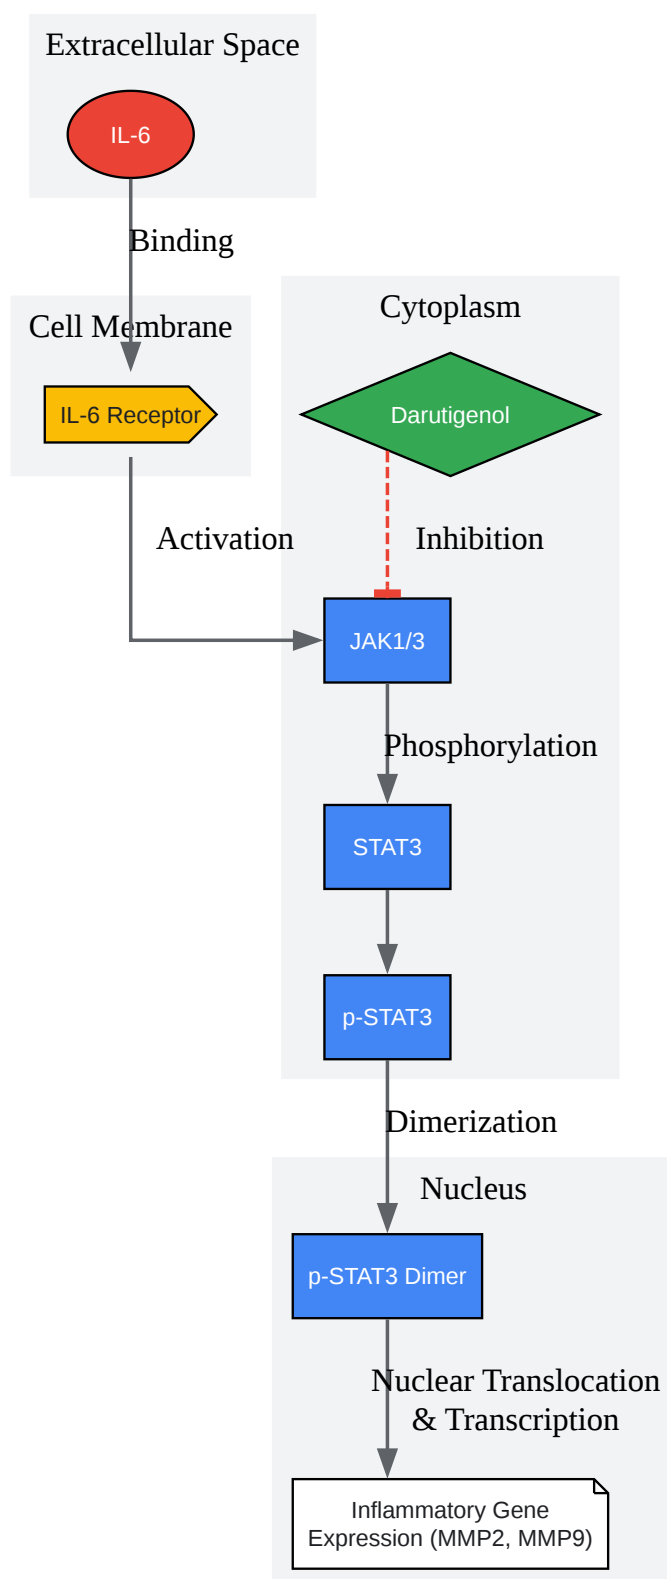 Extracellular Space
IL-6
Binding
Cell Membrane
IL-6 Receptor
Cytoplasm
Darutigenol
Activation
Inhibition
JAK1/3
Phosphorylation
STAT3
p-STAT3
Dimerization
Nucleus
p-STAT3 Dimer
Nuclear Translocation
& Transcription
Inflammatory Gene
Expression (MMP2, MMP9)